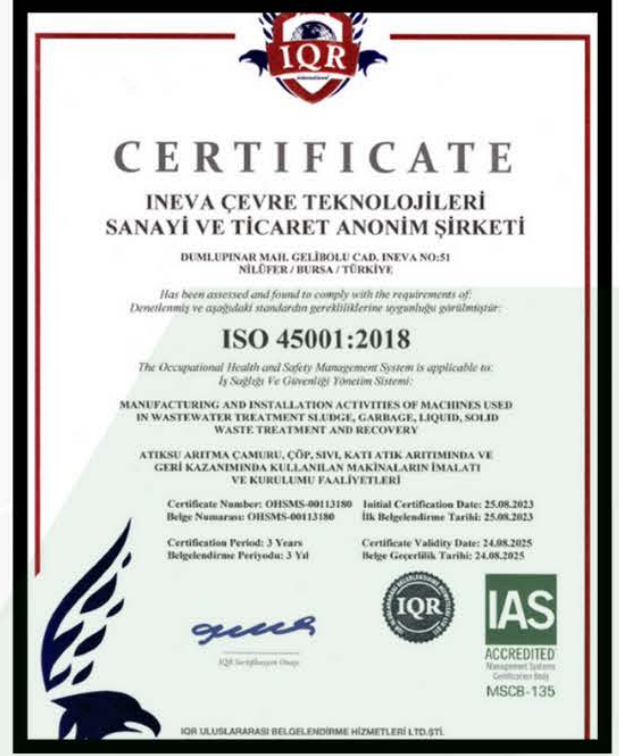 IQR
international
CERTIFICATE
INEVA ÇEVRE TEKNOLOJİLERİ
SANAYİ VE TİCARET ANONİM ŞİRKETİ
DUMLUPINAR MAH. GELİBOLU CAD. INEVA NO:51
NİLÜFER / BURSA / TÜRKİYE
Has been assessed and found to comply with the requirements of:
Denetlenmiş ve aşağıdaki standardın gerekliliklerine uygunluğu görülmüştür:
ISO 45001:2018
The Occupational Health and Safety Management System is applicable to:
İş Sağlığı Ve Güvenliği Yönetim Sistemi:
MANUFACTURING AND INSTALLATION ACTIVITIES OF MACHINES USED
IN WASTEWATER TREATMENT SLUDGE, GARBAGE, LIQUID, SOLID
WASTE TREATMENT AND RECOVERY
ATIKSU ARITMA ÇAMURU, ÇÖP, SIVI, KATI ATIK ARITIMINDA VE
GERİ KAZANIMINDA KULLANILAN MAKİNALARIN İMALATI
VE KURULUMU FAALİYETLERİ
Certificate Number: OHSMS-00113180 Initial Certification Date: 25.08.2023
Belge Numarası: OHSMS-00113180 İlk Belgelendirme Tarihi: 25.08.2023
Certification Period: 3 Years Certificate Validity Date: 24.08.2025
Belgelendirme Periyodu: 3 Yıl Belge Geçerlilik Tarihi: 24.08.2025
IQR Sertifikasyon Onayı
IQR
IAS
ACCREDITED
Management Systems
Certification Body
MSCB-135
IQR ULUSLARARASI BELGELENDİRME HİZMETLERİ LTD.ŞTİ.